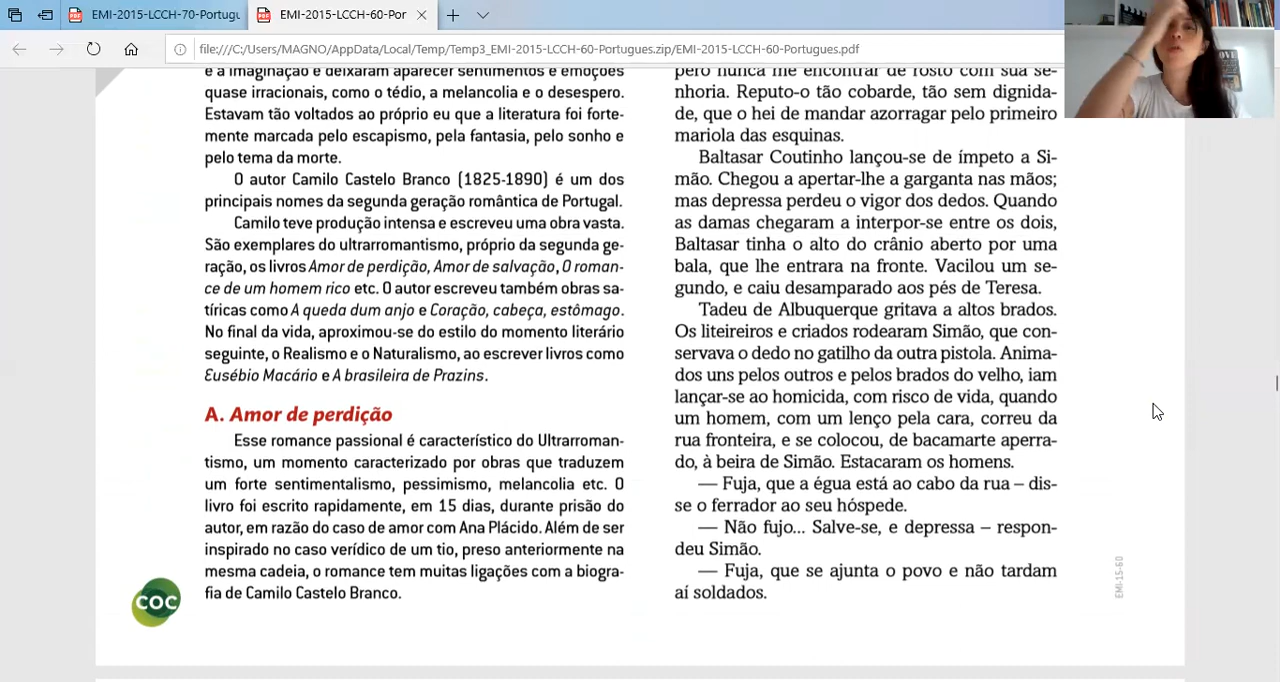 EMI-2015-LCCH-70-Portugu
EMI-2015-LCCH-60-Por
file:///C:/Users/MAGNO/AppData/Local/Temp/Temp3_EMI-2015-LCCH-60-Portugues.zip/EMI-2015-LCCH-60-Portugues.pdf
e a imaginação e deixaram aparecer sentimentos e emoções
quase irracionais, como o tédio, a melancolia e o desespero.
Estavam tão voltados ao próprio eu que a literatura foi forte-
mente marcada pelo escapismo, pela fantasia, pelo sonho e
pelo tema da morte.
O autor Camilo Castelo Branco (1825-1890) é um dos
principais nomes da segunda geração romântica de Portugal.
Camilo teve produção intensa e escreveu uma obra vasta.
São exemplares do ultrarromantismo, próprio da segunda ge-
ração, os livros Amor de perdição, Amor de salvação, O roman-
ce de um homem rico etc. O autor escreveu também obras sa-
tíricas como A queda dum anjo e Coração, cabeça, estômago.
No final da vida, aproximou-se do estilo do momento literário
seguinte, o Realismo e o Naturalismo, ao escrever livros como
Eusébio Macário e A brasileira de Prazins.
A. Amor de perdição
Esse romance passional é característico do Ultrarroman-
tismo, um momento caracterizado por obras que traduzem
um forte sentimentalismo, pessimismo, melancolia etc. O
livro foi escrito rapidamente, em 15 dias, durante prisão do
autor, em razão do caso de amor com Ana Plácido. Além de ser
inspirado no caso verídico de um tio, preso anteriormente na
mesma cadeia, o romance tem muitas ligações com a biogra-
fia de Camilo Castelo Branco.
COC
pero nunca me encontrar de rosto com sua se-
nhoria. Reputo-o tão cobarde, tão sem dignida-
de, que o hei de mandar azorragar pelo primeiro
mariola das esquinas.
Baltasar Coutinho lançou-se de ímpeto a Si-
mão. Chegou a apertar-lhe a garganta nas mãos;
mas depressa perdeu o vigor dos dedos. Quando
as damas chegaram a interpor-se entre os dois,
Baltasar tinha o alto do crânio aberto por uma
bala, que lhe entrara na fronte. Vacilou um se-
gundo, e caiu desamparado aos pés de Teresa.
Tadeu de Albuquerque gritava a altos brados.
Os liteireiros e criados rodearam Simão, que con-
servava o dedo no gatilho da outra pistola. Anima-
dos uns pelos outros e pelos brados do velho, iam
lançar-se ao homicida, com risco de vida, quando
um homem, com um lenço pela cara, correu da
rua fronteira, e se colocou, de bacamarte aperra-
do, à beira de Simão. Estacaram os homens.
— Fuja, que a égua está ao cabo da rua – dis-
se o ferrador ao seu hóspede.
— Não fujo... Salve-se, e depressa – respon-
deu Simão.
— Fuja, que se ajunta o povo e não tardam
aí soldados.
EMI-15-60